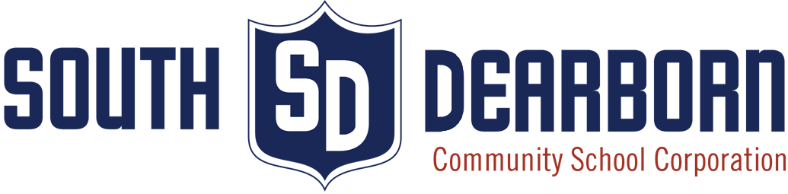 SOUTH SD DEARBORN
Community School Corporation